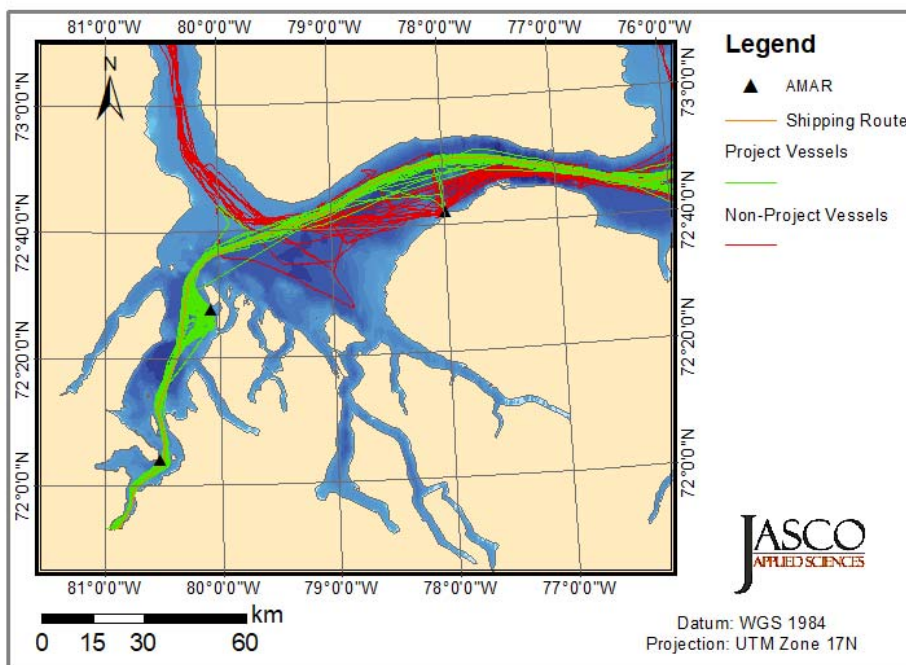 81°0'0"W 80°0'0"W 79°0'0"W 78°0'0"W 77°0'0"W 76°0'0"W
N
73°0'0"N
72°40'0"N
72°20'0"N
72°0'0"N
73°0'0"N
72°40'0"N
72°20'0"N
72°0'0"N
81°0'0"W 80°0'0"W 79°0'0"W 78°0'0"W 77°0'0"W
km
0 15 30 60
Legend
AMAR
Shipping Route
Project Vessels
Non-Project Vessels
JASCO
APPLIED SCIENCES
Datum: WGS 1984
Projection: UTM Zone 17N